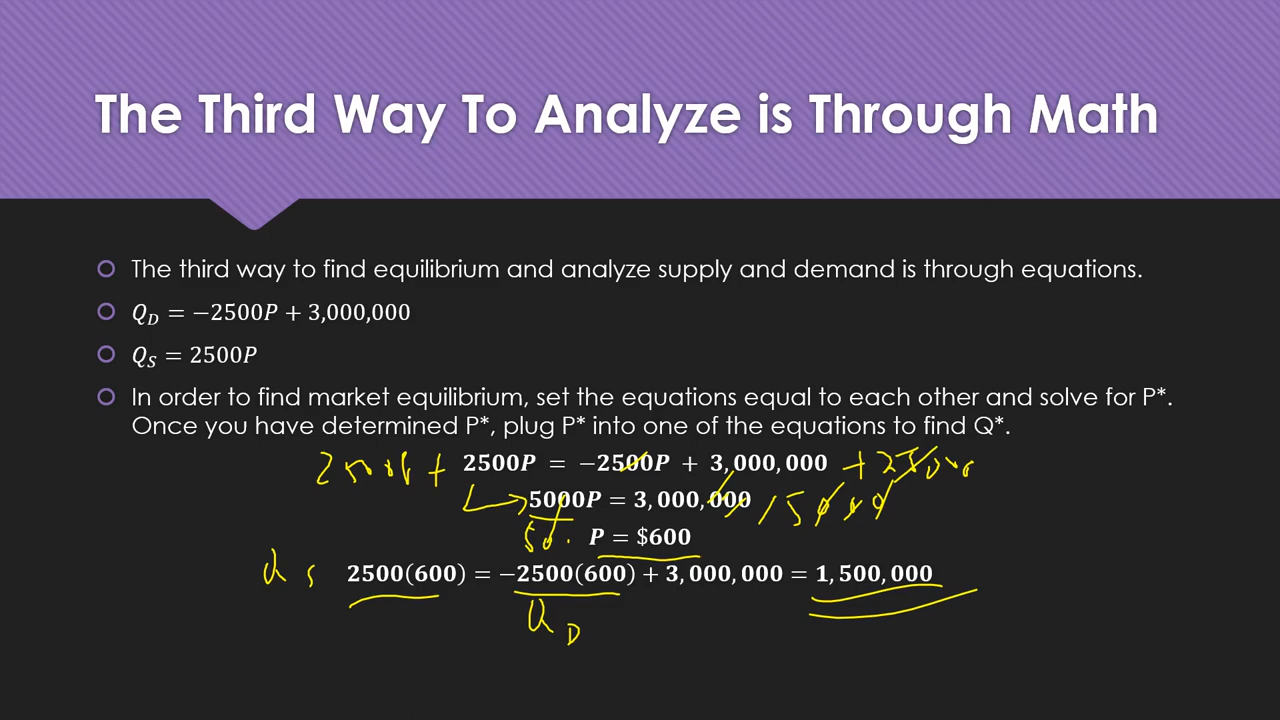 The Third Way To Analyze is Through Math
The third way to find equilibrium and analyze supply and demand is through equations.
Q_D = −2500P + 3,000,000
Q_S = 2500P
In order to find market equilibrium, set the equations equal to each other and solve for P*.
Once you have determined P*, plug P* into one of the equations to find Q*.
+ 2500P = −2500P + 3,000,000 +
5000P = 3,000,000
P = $600
Q S 2500(600) = −2500(600) + 3,000,000 = 1,500,000
Q D